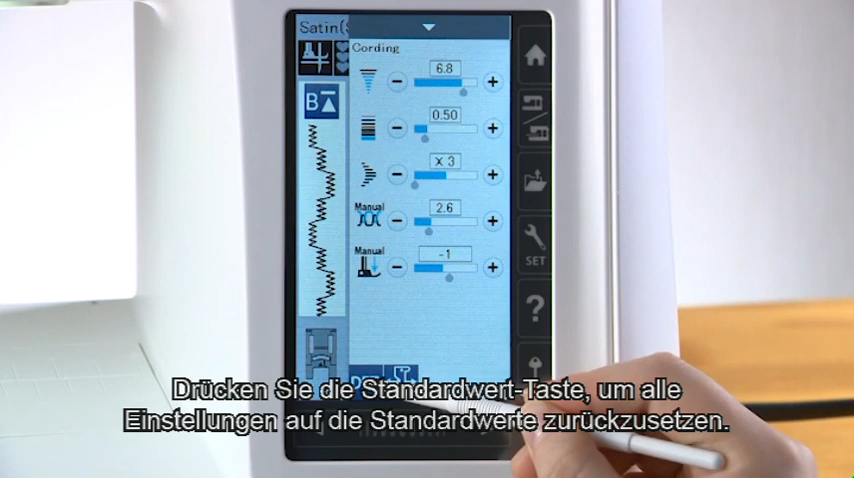 Satin(S
Cording
6.8
B
0.50
x 3
Manual
2.6
Manual
-1
SET
?
Drücken Sie die Standardwert-Taste, um alle
Einstellungen auf die Standardwerte zurückzusetzen.